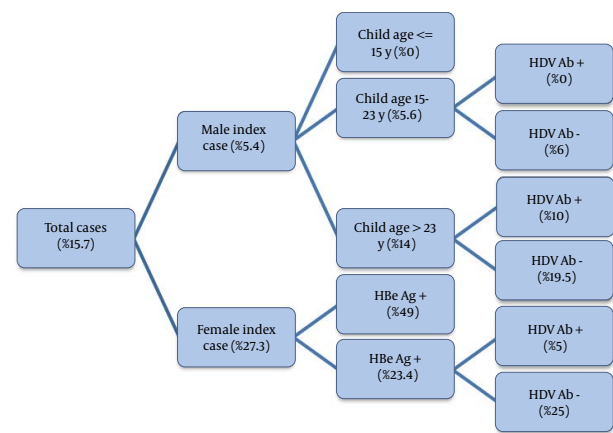 Total cases
(%15.7)
Male index
case (%5.4)
Female index
case (%27.3)
Child age <=
15 y (%0)
Child age 15-
23 y (%5.6)
Child age > 23
y (%14)
HBe Ag +
(%49)
HBe Ag +
(%23.4)
HDV Ab +
(%0)
HDV Ab -
(%6)
HDV Ab +
(%10)
HDV Ab -
(%19.5)
HDV Ab +
(%5)
HDV Ab -
(%25)